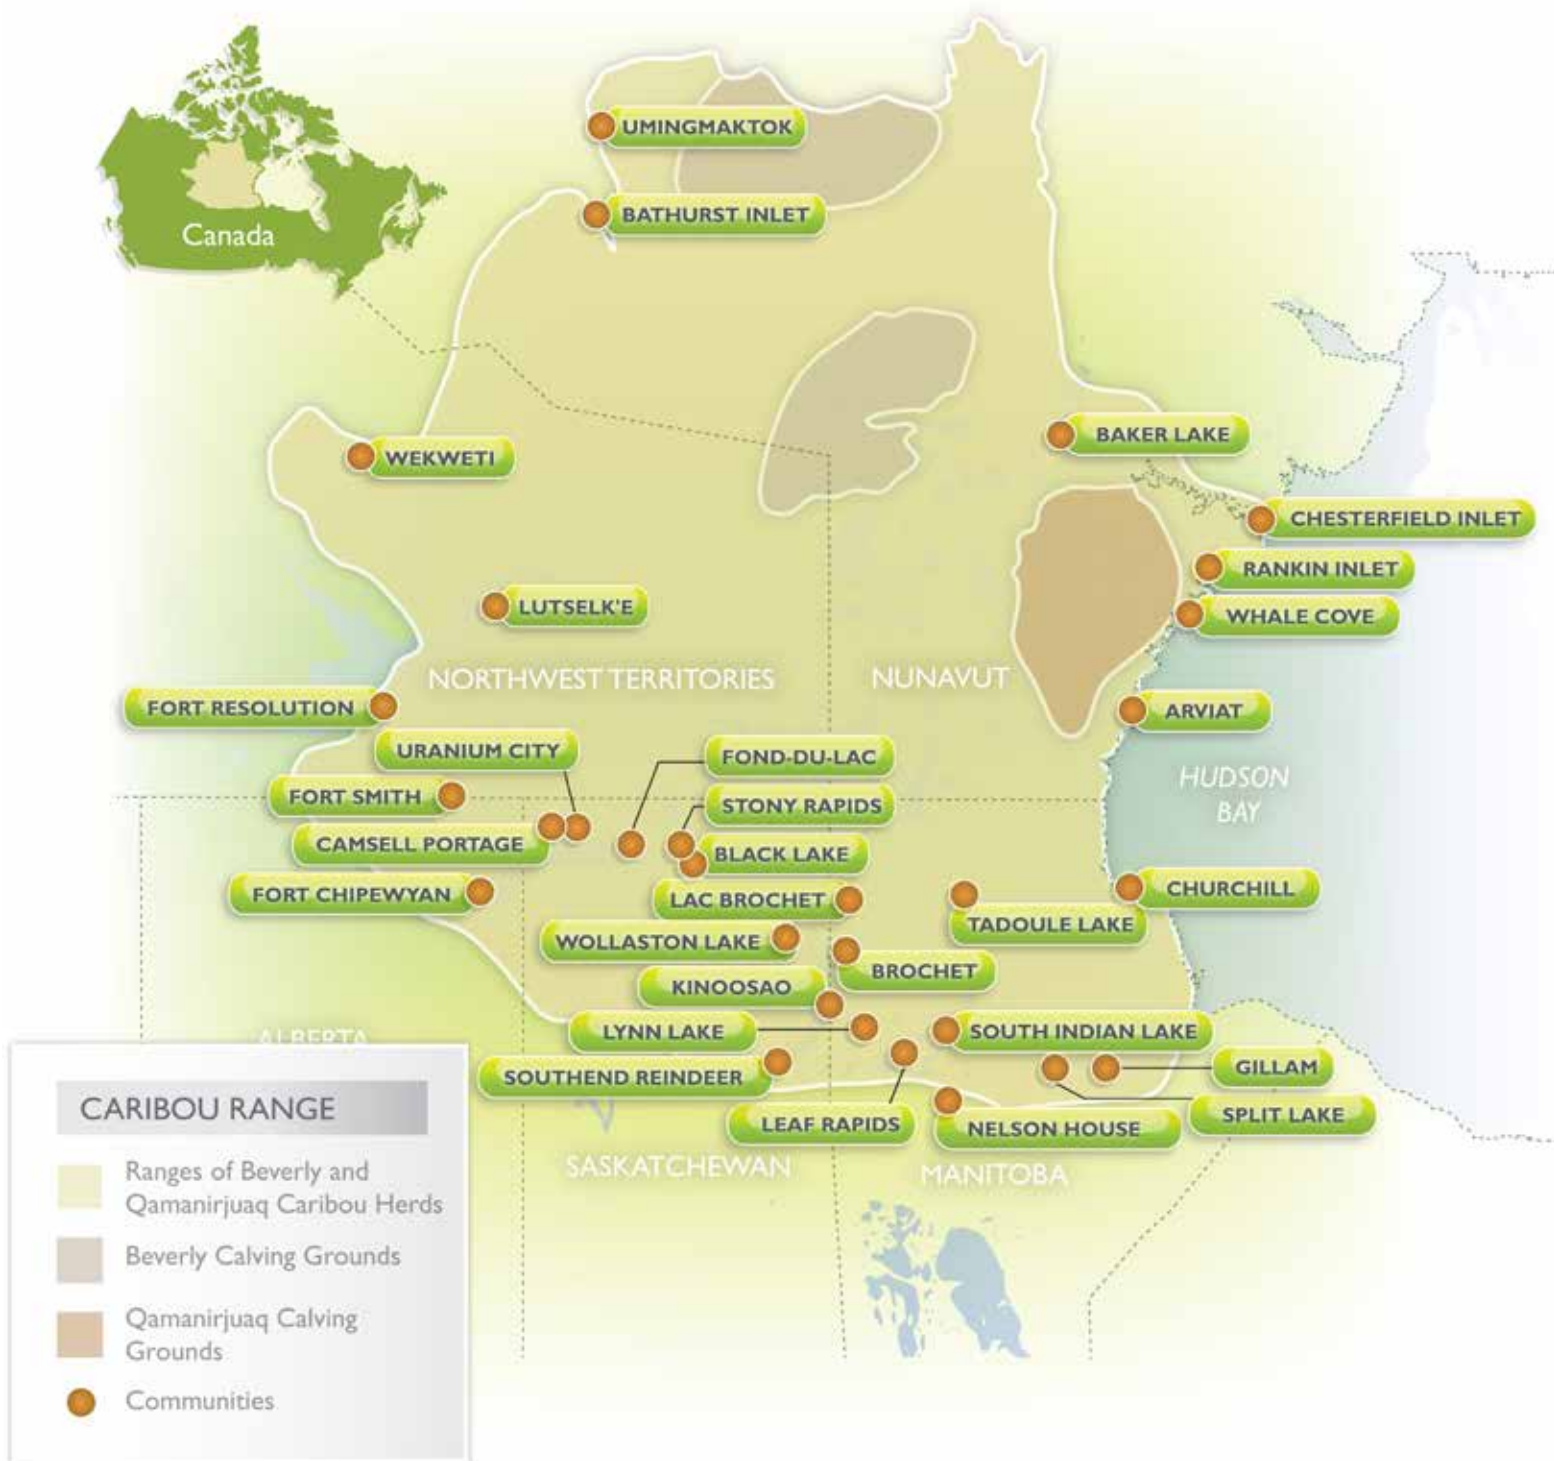 UMINGMAKTOK
BATHURST INLET
Canada
BAKER LAKE
WEKWETI
CHESTERFIELD INLET
RANKIN INLET
LUTSELK'E
WHALE COVE
NORTHWEST TERRITORIES
NUNAVUT
FORT RESOLUTION
ARVIAT
URANIUM CITY
FOND-DU-LAC
HUDSON
BAY
FORT SMITH
STONY RAPIDS
CAMSELL PORTAGE
BLACK LAKE
FORT CHIPEWYAN
LAC BROCHET
CHURCHILL
TADOULE LAKE
WOLLASTON LAKE
BROCHET
KINOOSAO
LYNN LAKE
SOUTH INDIAN LAKE
ALBERTA
SOUTHEND REINDEER
GILLAM
LEAF RAPIDS
NELSON HOUSE
SPLIT LAKE
SASKATCHEWAN
MANITOBA
CARIBOU RANGE
Ranges of Beverly and
Qamanirjuaq Caribou Herds
Beverly Calving Grounds
Qamanirjuaq Calving
Grounds
Communities